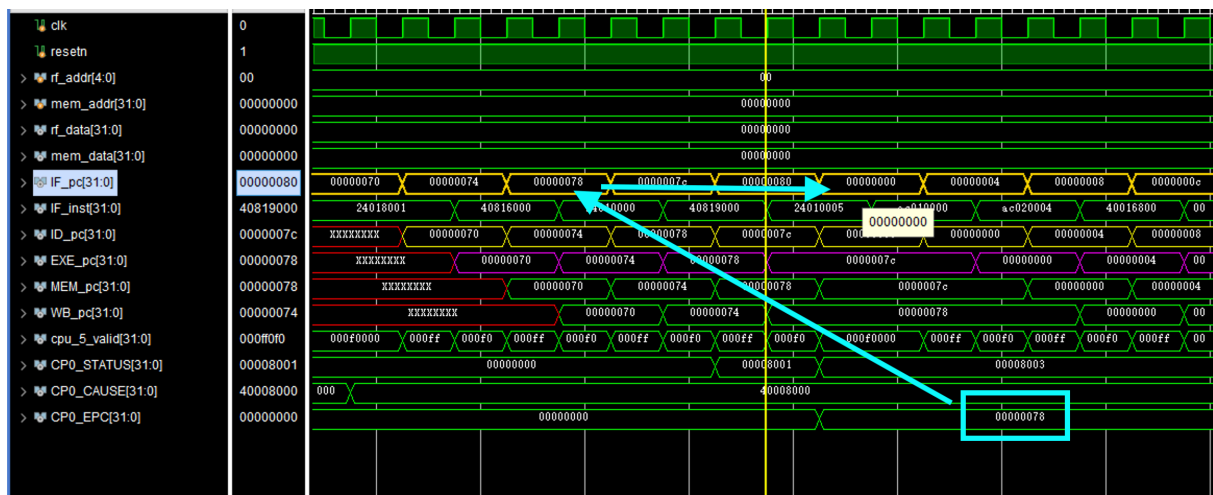 clk 0
resetn 1
rf_addr[4:0] 00 00
mem_addr[31:0] 00000000 00000000
rf_data[31:0] 00000000 00000000
mem_data[31:0] 00000000 00000000
IF_pc[31:0] 00000080 00000070 00000074 00000078 0000007c 00000080 00000000 00000004 00000008 0000000c
IF_inst[31:0] 40819000 24018001 40816000 40819000 24010005 ac020004 40016800 00
00000000
ID_pc[31:0] 0000007c XXXXXXXX 00000070 00000074 00000078 0000007c 00000000 00000004 00000008
EXE_pc[31:0] 00000078 XXXXXXXX 00000070 00000074 00000078 0000007c 00000000 00000004 00
MEM_pc[31:0] 00000078 XXXXXXXX 00000070 00000074 00000078 0000007c 00000000 00000004
WB_pc[31:0] 00000074 XXXXXXXX 00000070 00000074 00000078 00000000 00
cpu_5_valid[31:0] 000ff0f0 000f0000 000ff 000f0 000ff 000f0 000ff 000f0 000ff 000f0 000f0000 000ff 000f0 000ff 000f0 00
CP0_STATUS[31:0] 00008001 00000000 00008001 00008003
CP0_CAUSE[31:0] 40008000 000 40008000
CP0_EPC[31:0] 00000000 00000000 00000078